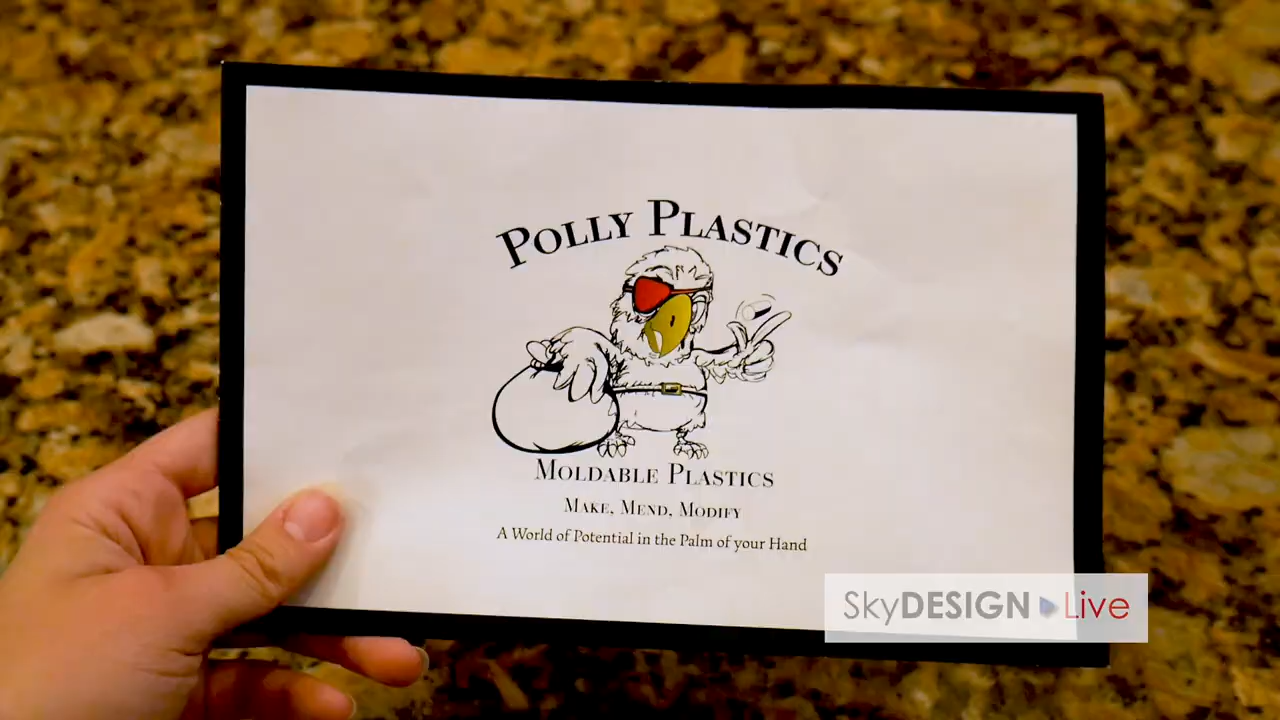 POLLY PLASTICS
MOLDABLE PLASTICS
MAKE, MEND, MODIFY
A World of Potential in the Palm of your Hand
SkyDESIGN Live